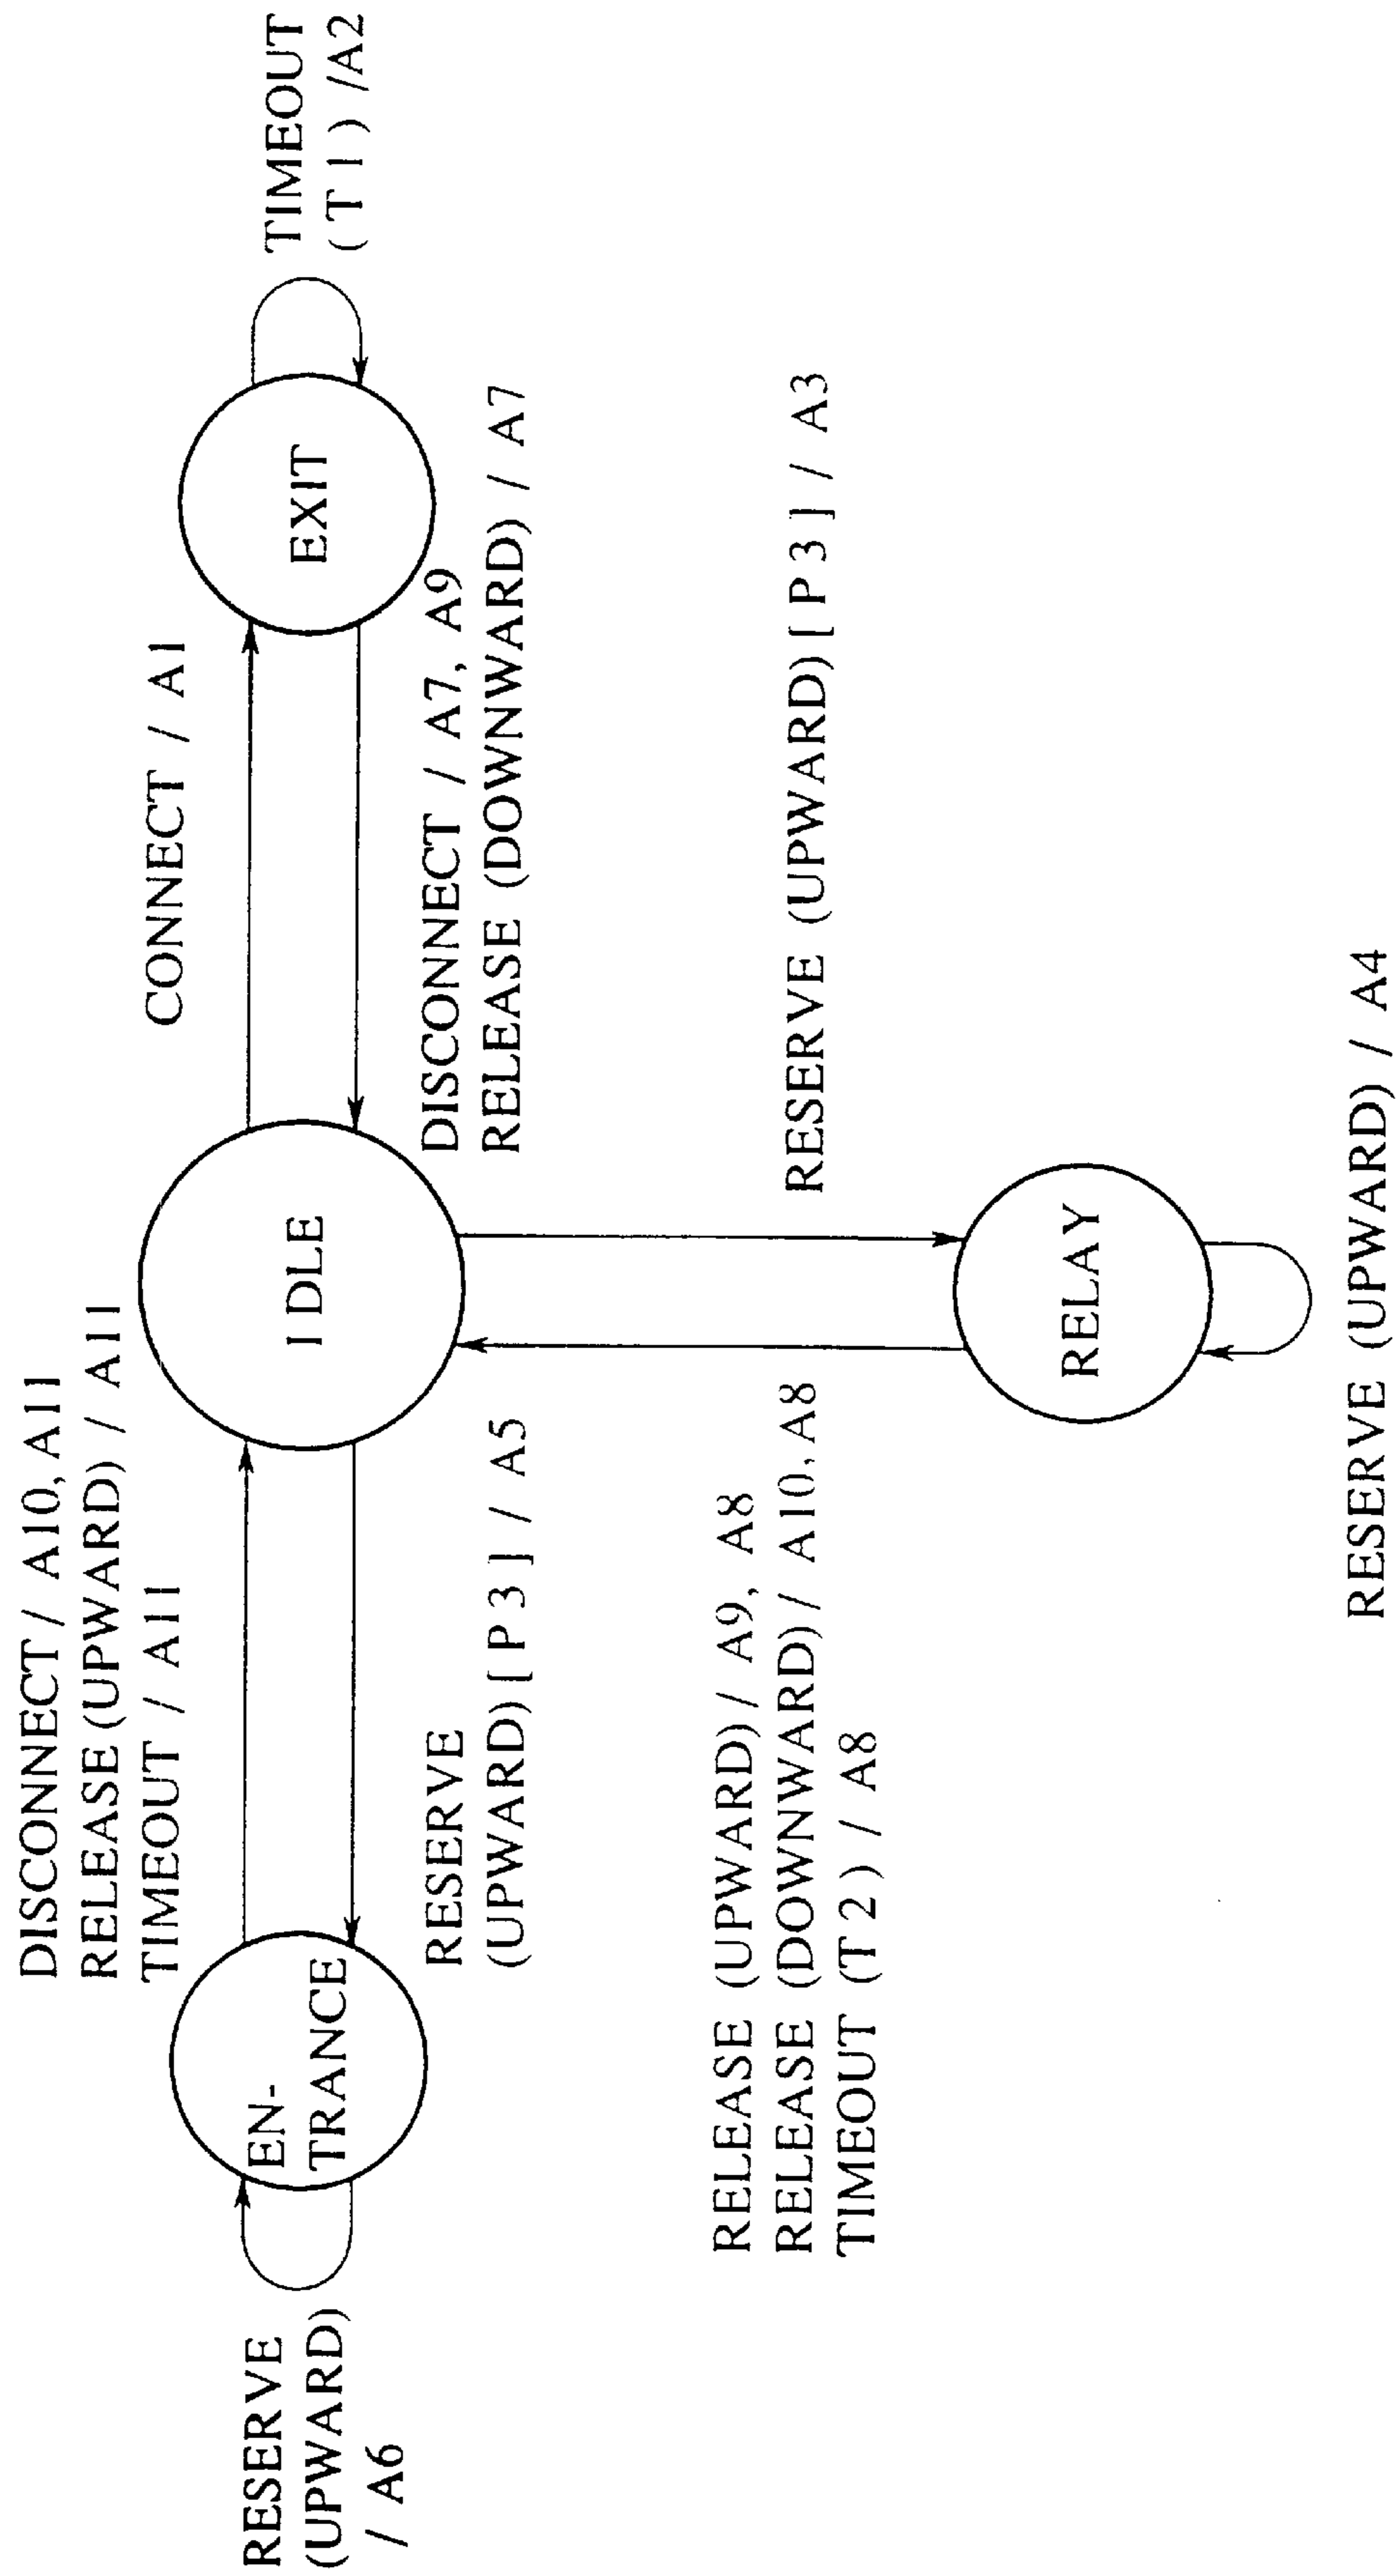 DISCONNECT / A10, A11
RELEASE (UPWARD) / A11
TIMEOUT / A11
CONNECT / A1
TIMEOUT
(T1) /A2
RESERVE
(UPWARD)
/ A6
EN-
TRANCE
IDLE
EXIT
RESERVE
(UPWARD) [P3] / A5
DISCONNECT / A7, A9
RELEASE (DOWNWARD) / A7
RELEASE (UPWARD) / A9, A8
RELEASE (DOWNWARD) / A10, A8
TIMEOUT (T2) / A8
RESERVE (UPWARD) [P3] / A3
RELAY
RESERVE (UPWARD) / A4